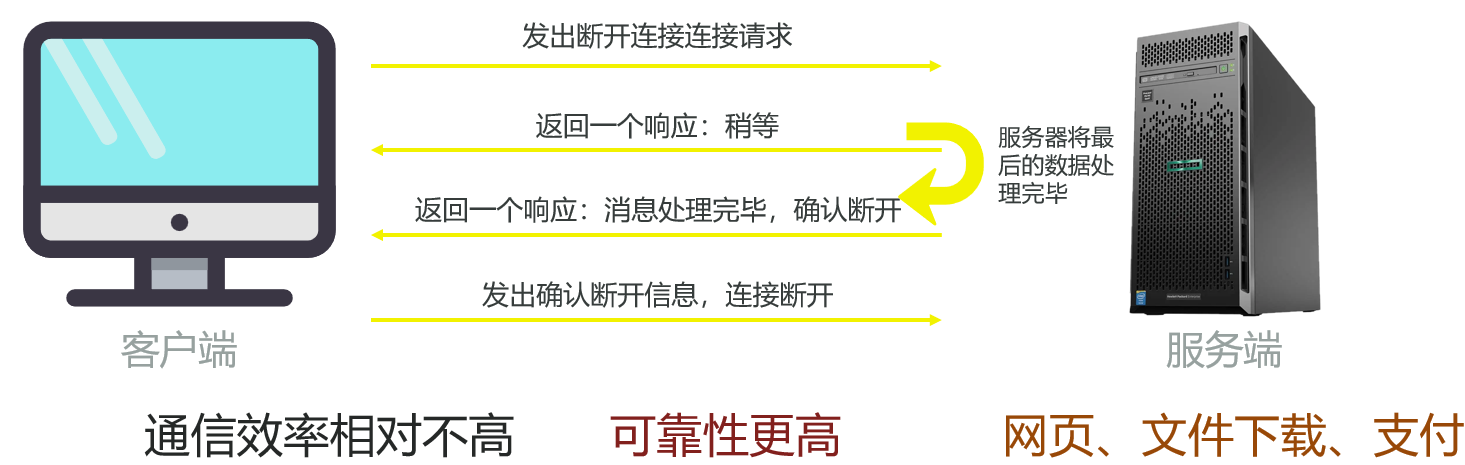 发出断开连接连接请求
返回一个响应：稍等
服务器将最
后的数据处
理完毕
返回一个响应：消息处理完毕，确认断开
发出确认断开信息，连接断开
客户端
服务端
通信效率相对不高 可靠性更高 网页、文件下载、支付